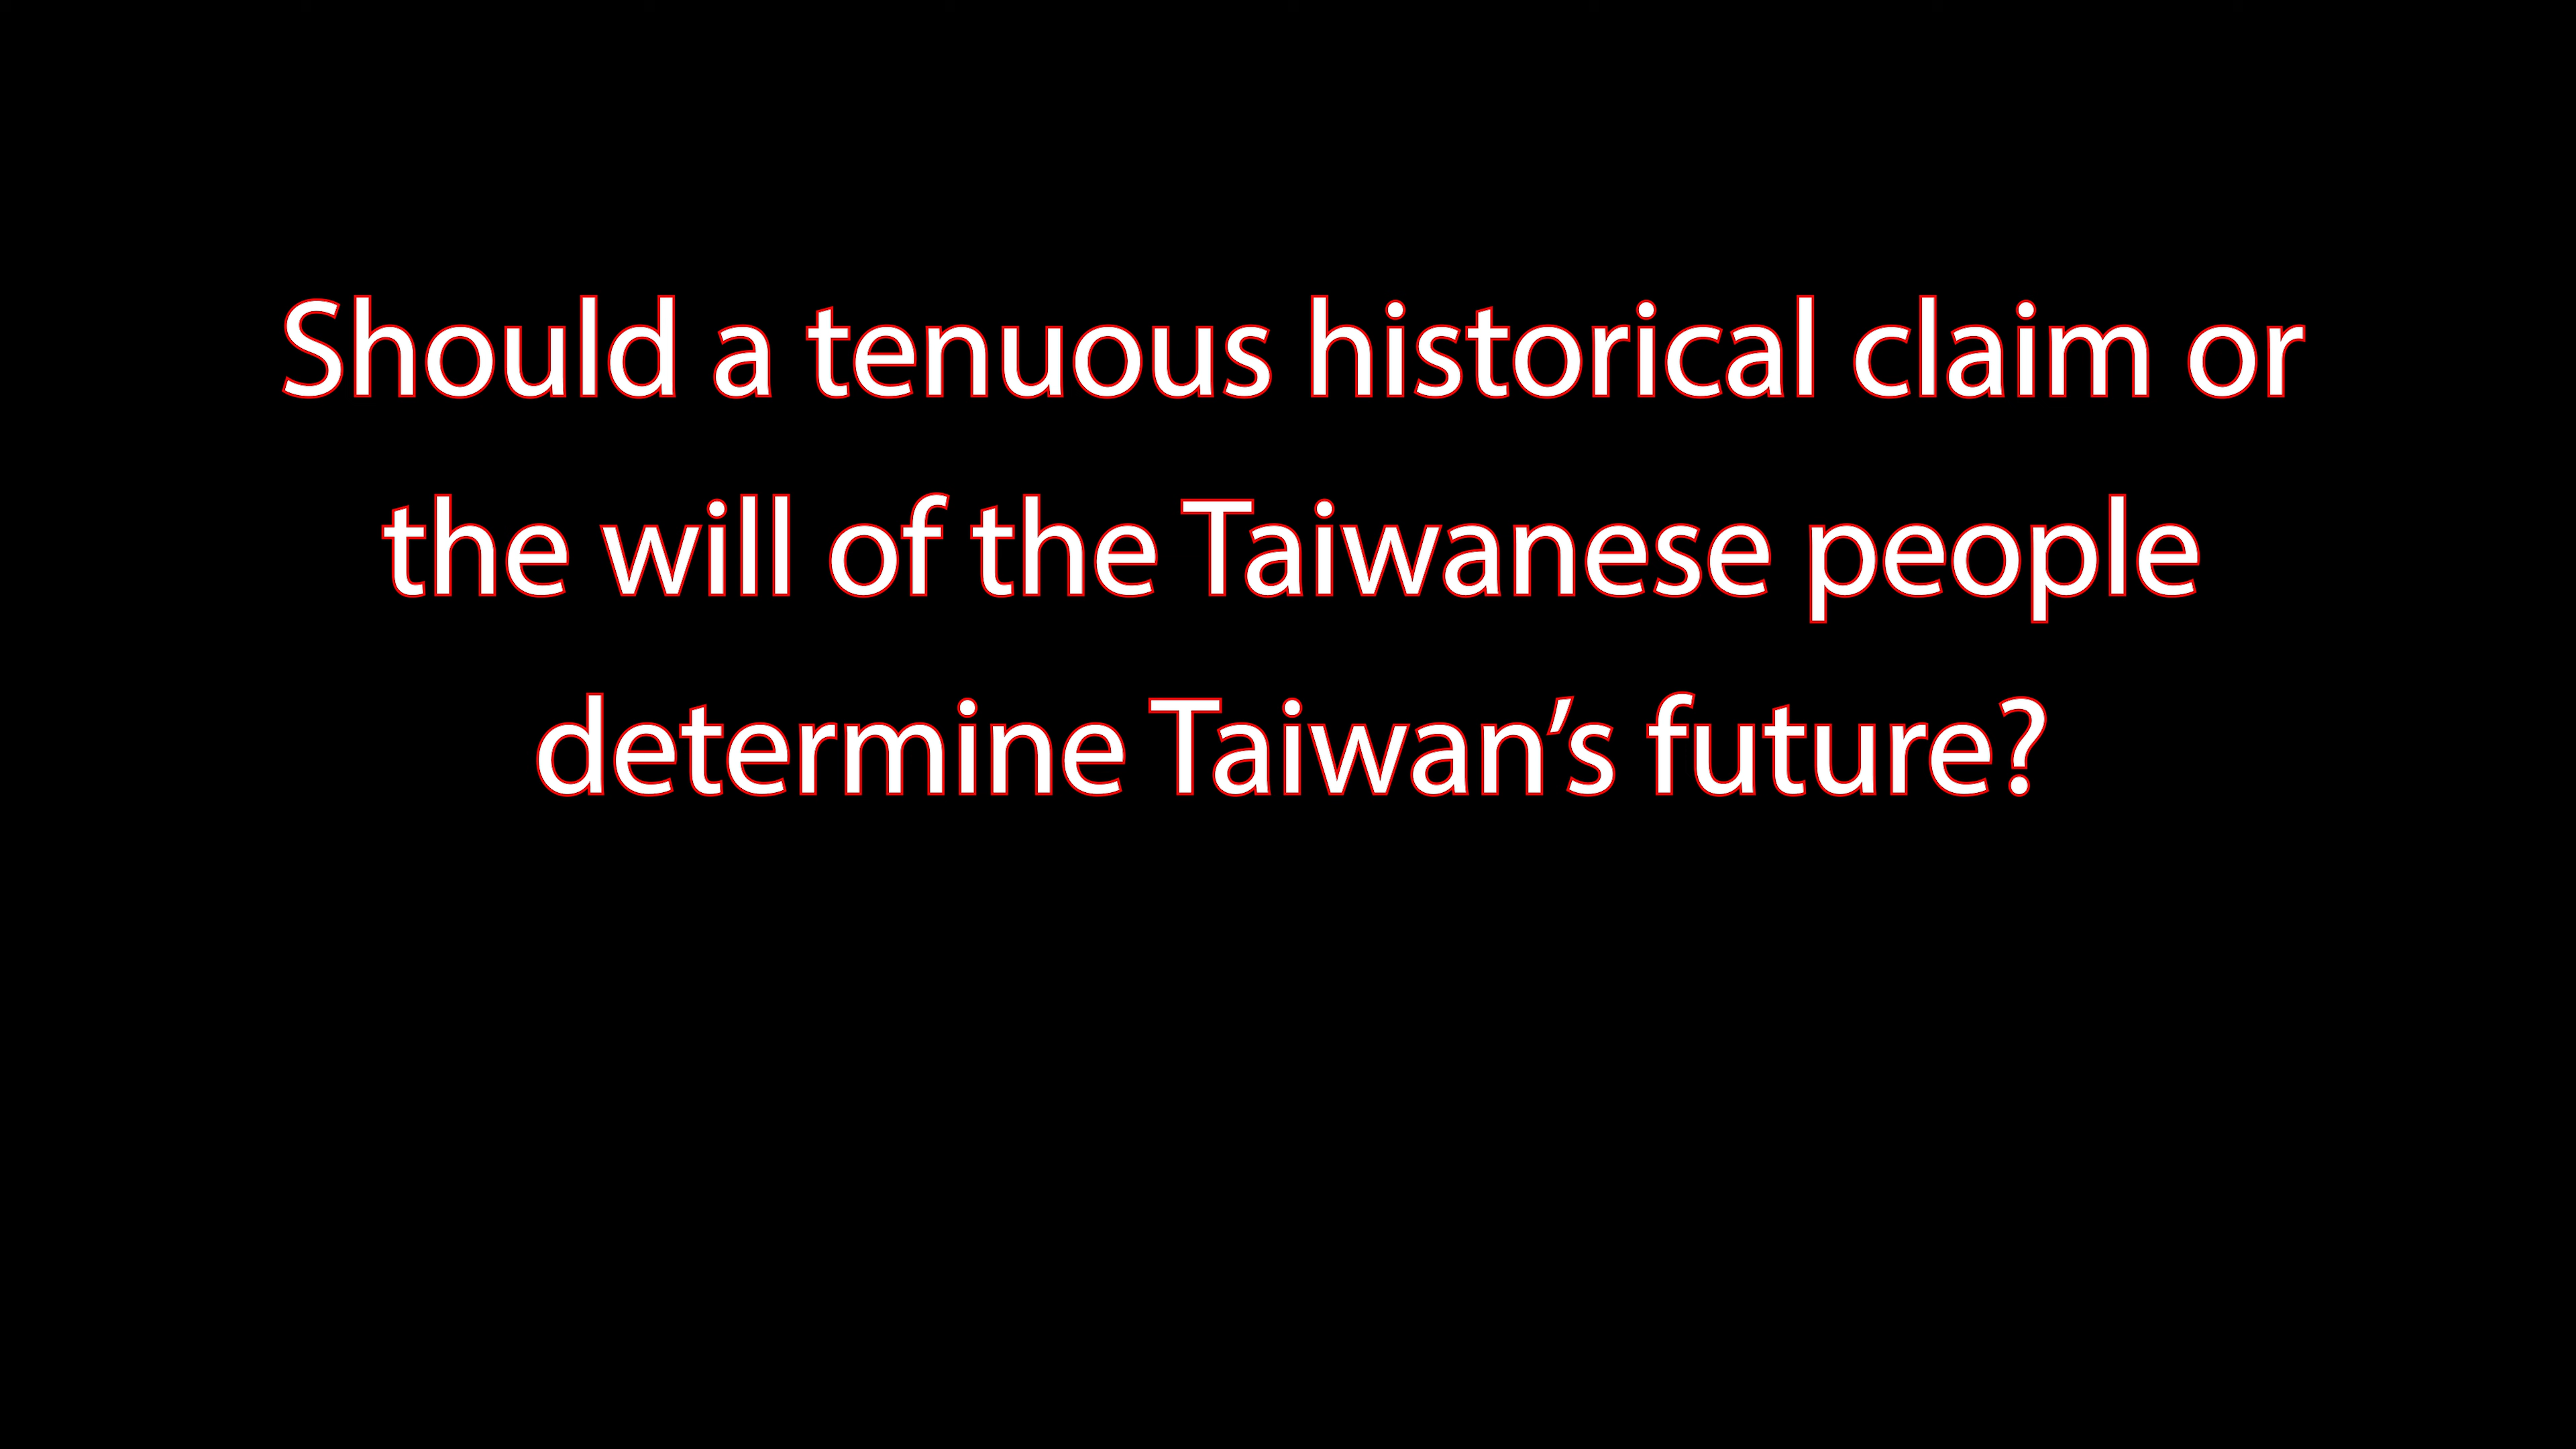 Should a tenuous historical claim or
the will of the Taiwanese people
determine Taiwan’s future?